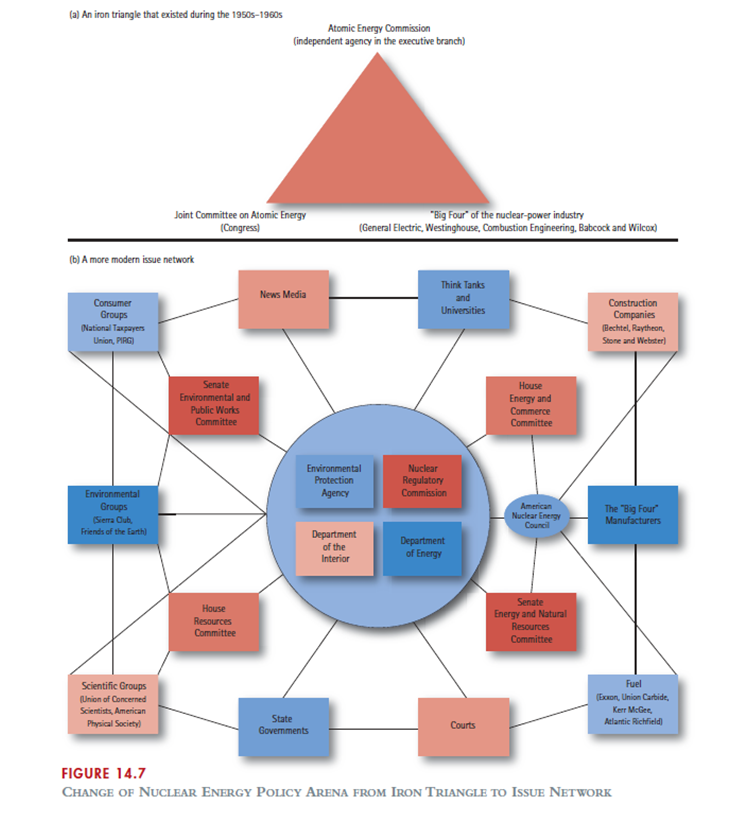 (a) An iron triangle that existed during the 1950s–1960s
Atomic Energy Commission
(independent agency in the executive branch)
Joint Committee on Atomic Energy
(Congress)
"Big Four" of the nuclear-power industry
(General Electric, Westinghouse, Combustion Engineering, Babcock and Wilcox)
(b) A more modern issue network
Consumer
Groups
(National Taxpayers
Union, PIRG)
News Media
Think Tanks
and
Universities
Construction
Companies
(Bechtel, Raytheon,
Stone and Webster)
Senate
Environmental and
Public Works
Committee
House
Energy and
Commerce
Committee
Environmental
Protection
Agency
Nuclear
Regulatory
Commission
Environmental
Groups
(Sierra Club,
Friends of the Earth)
American
Nuclear Energy
Council
The "Big Four"
Manufacturers
Department
of the
Interior
Department
of Energy
House
Resources
Committee
Senate
Energy and Natural
Resources
Committee
Scientific Groups
(Union of Concerned
Scientists, American
Physical Society)
State
Governments
Courts
Fuel
(Exxon, Union Carbide,
Kerr McGee,
Atlantic Richfield)
FIGURE 14.7
CHANGE OF NUCLEAR ENERGY POLICY ARENA FROM IRON TRIANGLE TO ISSUE NETWORK